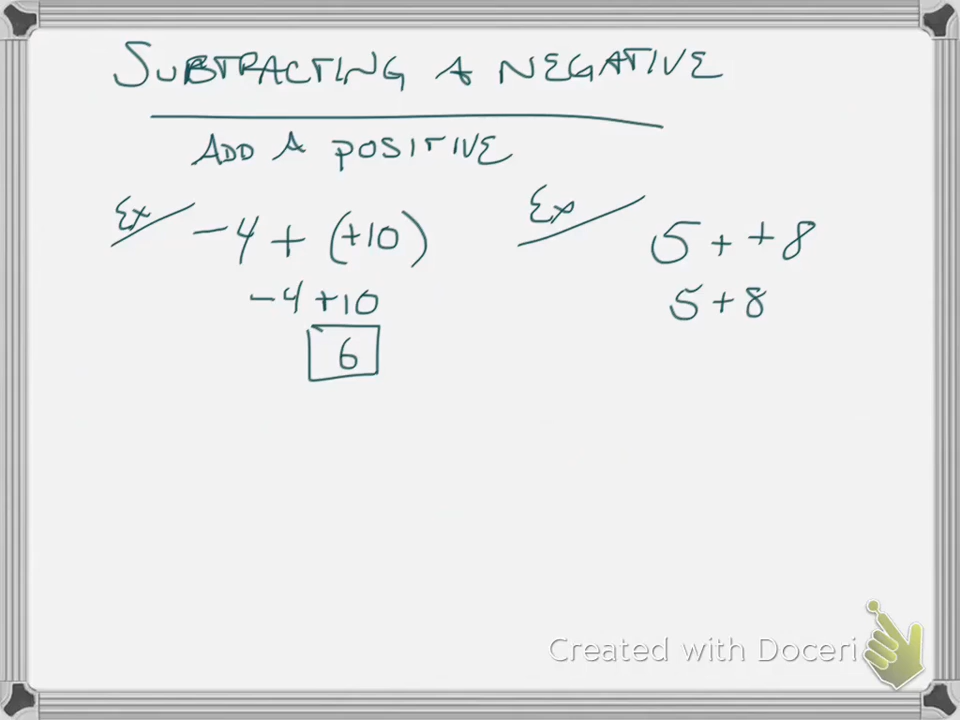 SUBTRACTING A NEGATIVE
ADD A POSITIVE
Ex -4 + (+10)
-4 +10
6
Ex 5 + +8
5 + 8
Created with Doceri